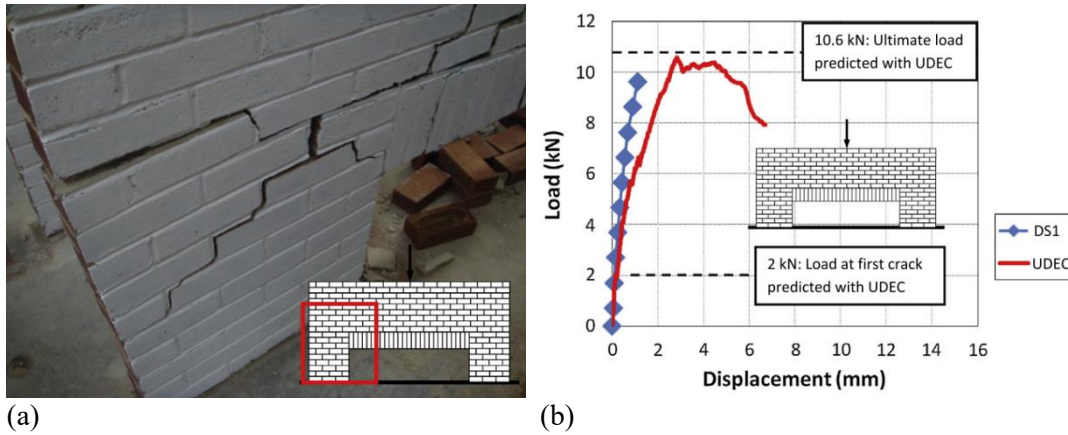 12
10
8
6
4
2
0
Load (kN)
10.6 kN: Ultimate load
predicted with UDEC
2 kN: Load at first crack
predicted with UDEC
DS1
UDEC
0 2 4 6 8 10 12 14 16
Displacement (mm)
(a) (b)